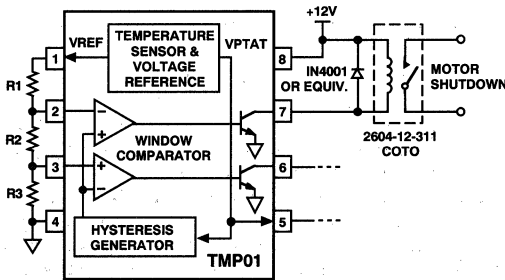 +12V
1
VREF
TEMPERATURE
SENSOR &
VOLTAGE
REFERENCE
VPTAT
8
R1
IN4001
OR EQUIV.
MOTOR
SHUTDOWN
2
-
+
7
2604-12-311
COTO
R2
WINDOW
COMPARATOR
3
+
-
6
R3
4
HYSTERESIS
GENERATOR
5
TMP01